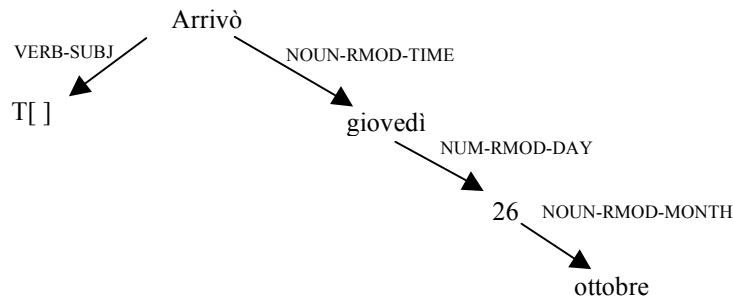 Arrivò
VERB-SUBJ NOUN-RMOD-TIME
T[ ]
giovedì
NUM-RMOD-DAY
26 NOUN-RMOD-MONTH
ottobre